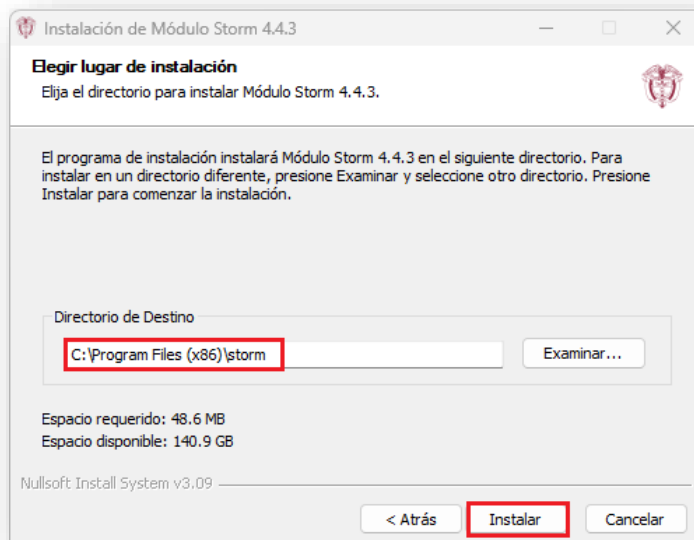 Instalación de Módulo Storm 4.4.3
Elegir lugar de instalación
Elija el directorio para instalar Módulo Storm 4.4.3.
El programa de instalación instalará Módulo Storm 4.4.3 en el siguiente directorio. Para
instalar en un directorio diferente, presione Examinar y seleccione otro directorio. Presione
Instalar para comenzar la instalación.
Directorio de Destino
C:\Program Files (x86)\storm
Examinar...
Espacio requerido: 48.6 MB
Espacio disponible: 140.9 GB
Nullsoft Install System v3.09
< Atrás
Instalar
Cancelar